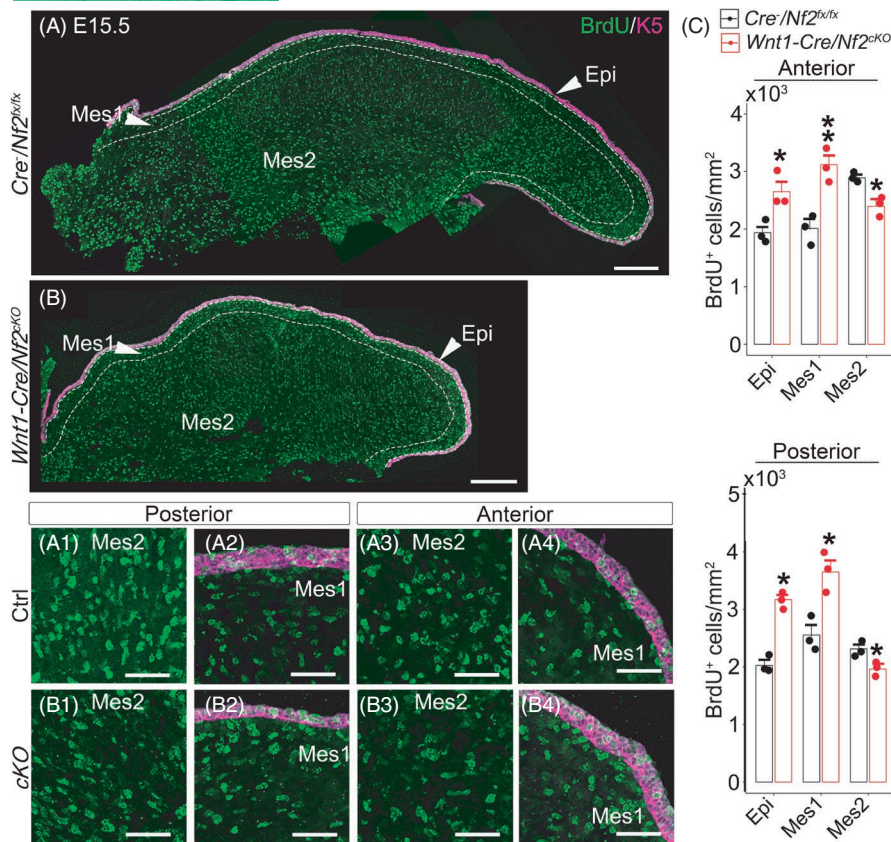 (A) E15.5
BrdU/K5
Cre-/Nf2fx/fx
Mes1
Epi
Mes2
(B)
Wnt1-Cre/Nf2cKO
Mes1
Epi
Mes2
Posterior
Anterior
Ctrl
(A1) Mes2
(A2)
Mes1
(A3) Mes2
(A4)
Mes1
cKO
(B1) Mes2
(B2)
Mes1
(B3) Mes2
(B4)
Mes1
(C)
Cre-/Nf2fx/fx
Wnt1-Cre/Nf2cKO
Anterior
x10³
BrdU⁺ cells/mm²
4
3
2
1
0
*
**
*
Epi
Mes1
Mes2
Posterior
x10³
BrdU⁺ cells/mm²
5
4
3
2
1
0
*
*
*
Epi
Mes1
Mes2